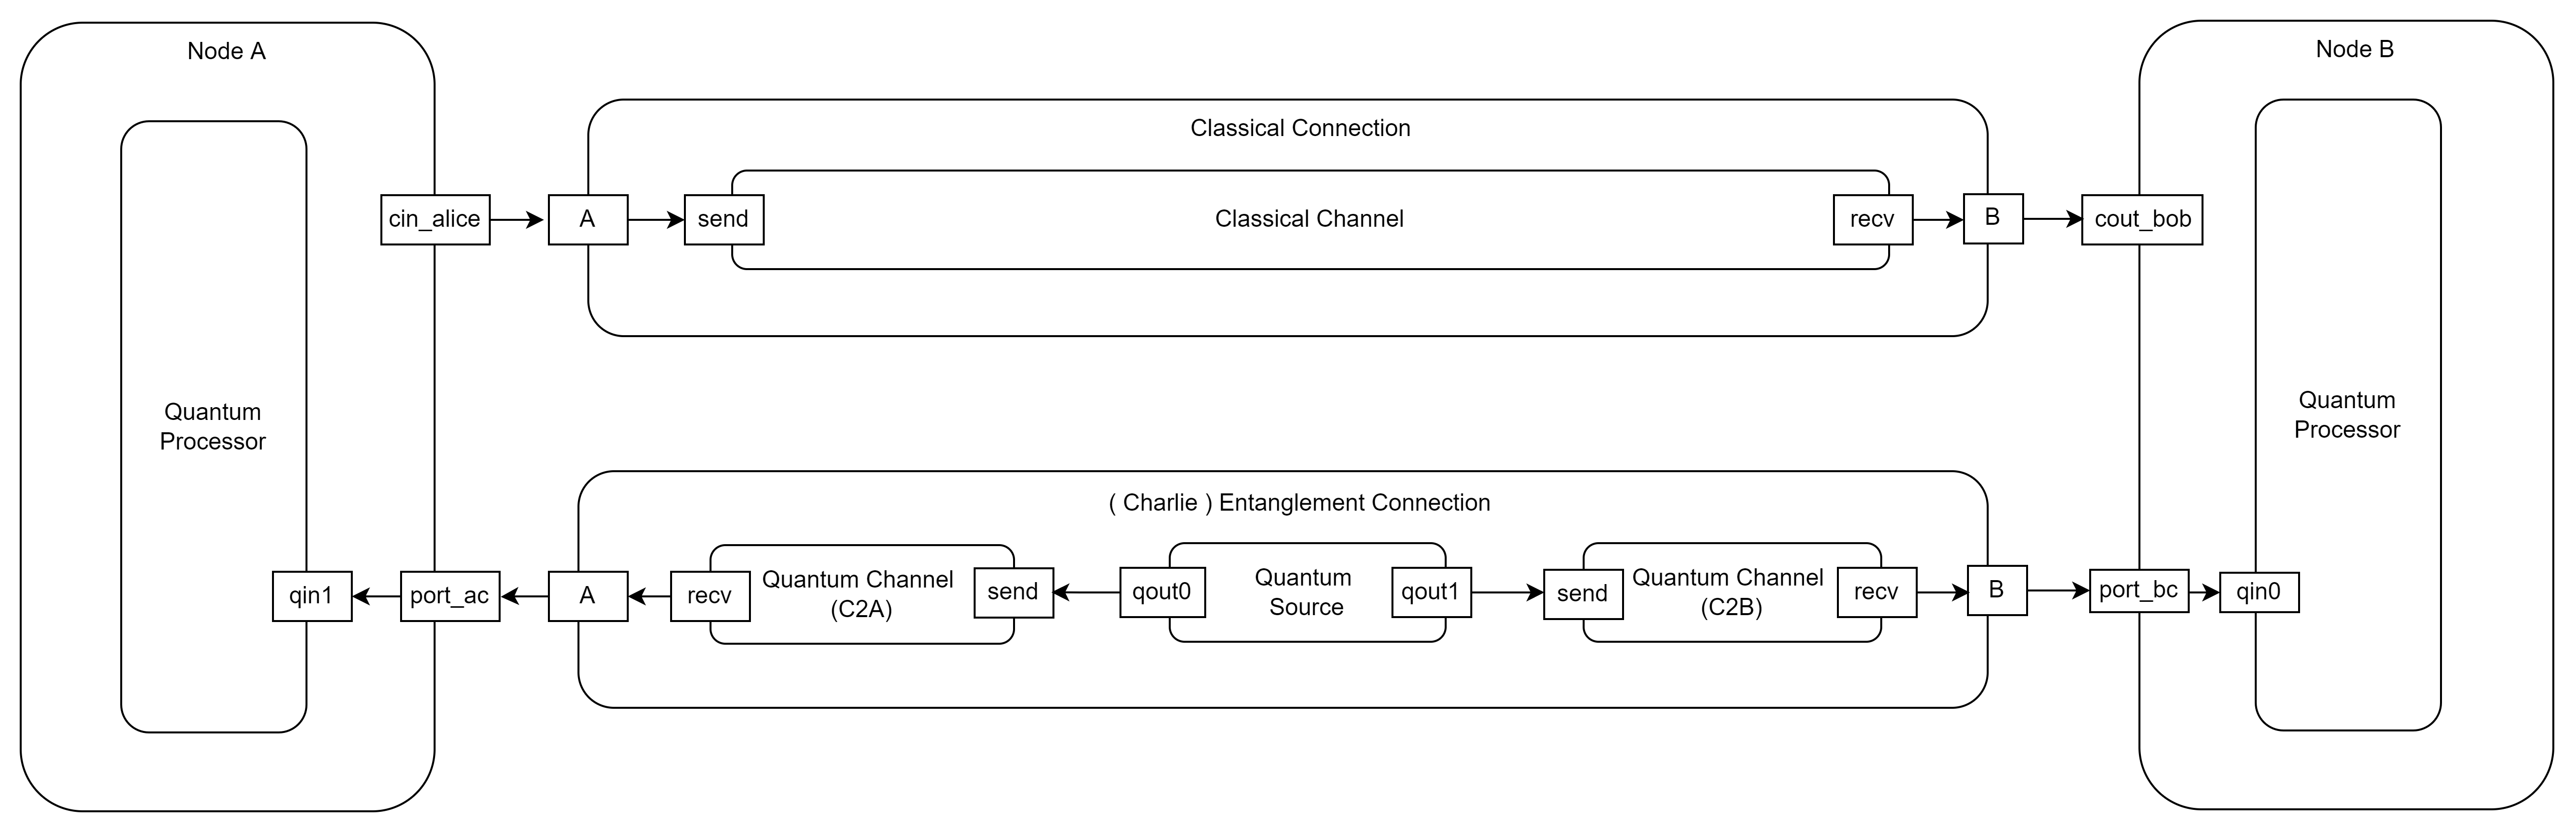 Node A
Node B
Classical Connection
cin_alice
A
send
Classical Channel
recv
B
cout_bob
Quantum
Processor
Quantum
Processor
( Charlie ) Entanglement Connection
qin1
port_ac
A
recv
Quantum Channel
(C2A)
send
qout0
Quantum
Source
qout1
send
Quantum Channel
(C2B)
recv
B
port_bc
qin0